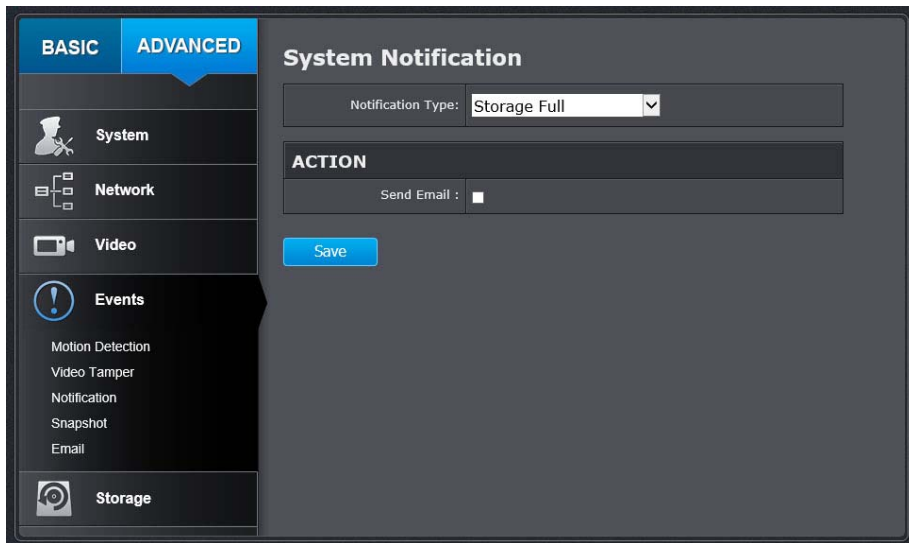 BASIC
ADVANCED
System
Network
Video
Events
Motion Detection
Video Tamper
Notification
Snapshot
Email
Storage
System Notification
Notification Type: Storage Full
ACTION
Send Email :
Save